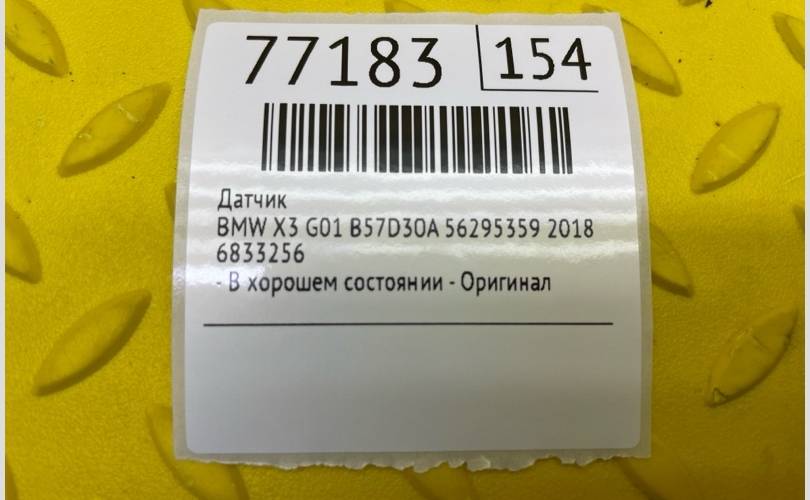 77183 154
Датчик
BMW X3 G01 B57D30A 56295359 2018
6833256
- В хорошем состоянии - Оригинал